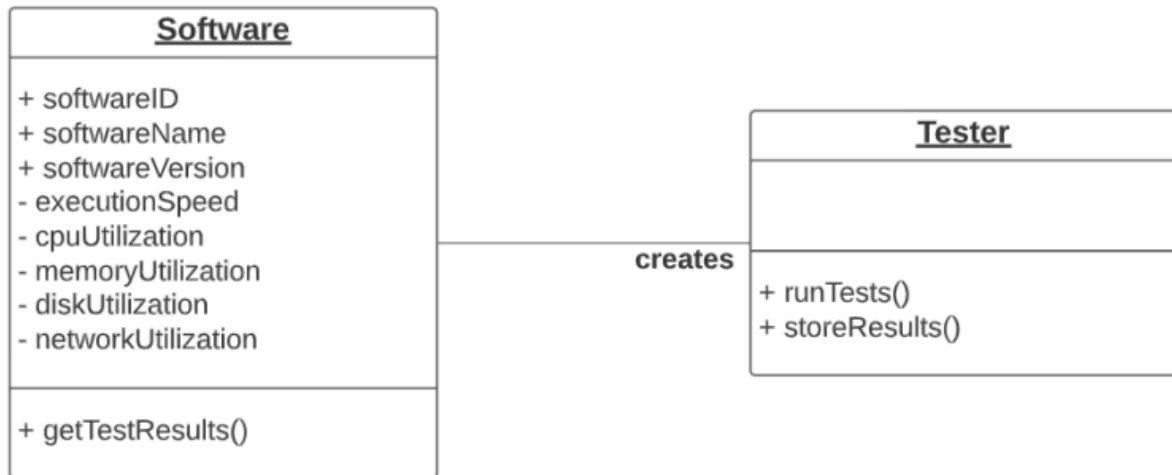 Software
+ softwareID
+ softwareName
+ softwareVersion
- executionSpeed
- cpuUtilization
- memoryUtilization
- diskUtilization
- networkUtilization
+ getTestResults()
creates
Tester
+ runTests()
+ storeResults()